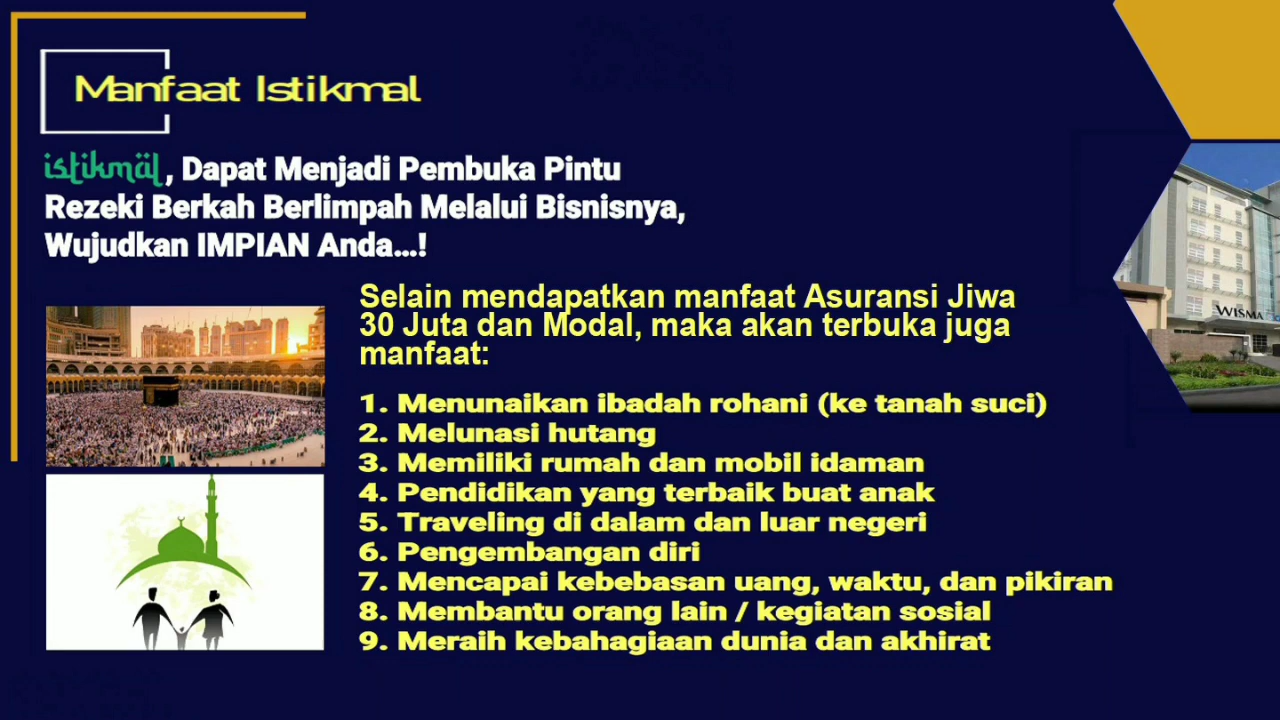 Manfaat Istikmal
istikmal, Dapat Menjadi Pembuka Pintu
Rezeki Berkah Berlimpah Melalui Bisnisnya,
Wujudkan IMPIAN Anda...!
Selain mendapatkan manfaat Asuransi Jiwa
30 Juta dan Modal, maka akan terbuka juga
manfaat:
1. Menunaikan ibadah rohani (ke tanah suci)
2. Melunasi hutang
3. Memiliki rumah dan mobil idaman
4. Pendidikan yang terbaik buat anak
5. Traveling di dalam dan luar negeri
6. Pengembangan diri
7. Mencapai kebebasan uang, waktu, dan pikiran
8. Membantu orang lain / kegiatan sosial
9. Meraih kebahagiaan dunia dan akhirat
WISMA